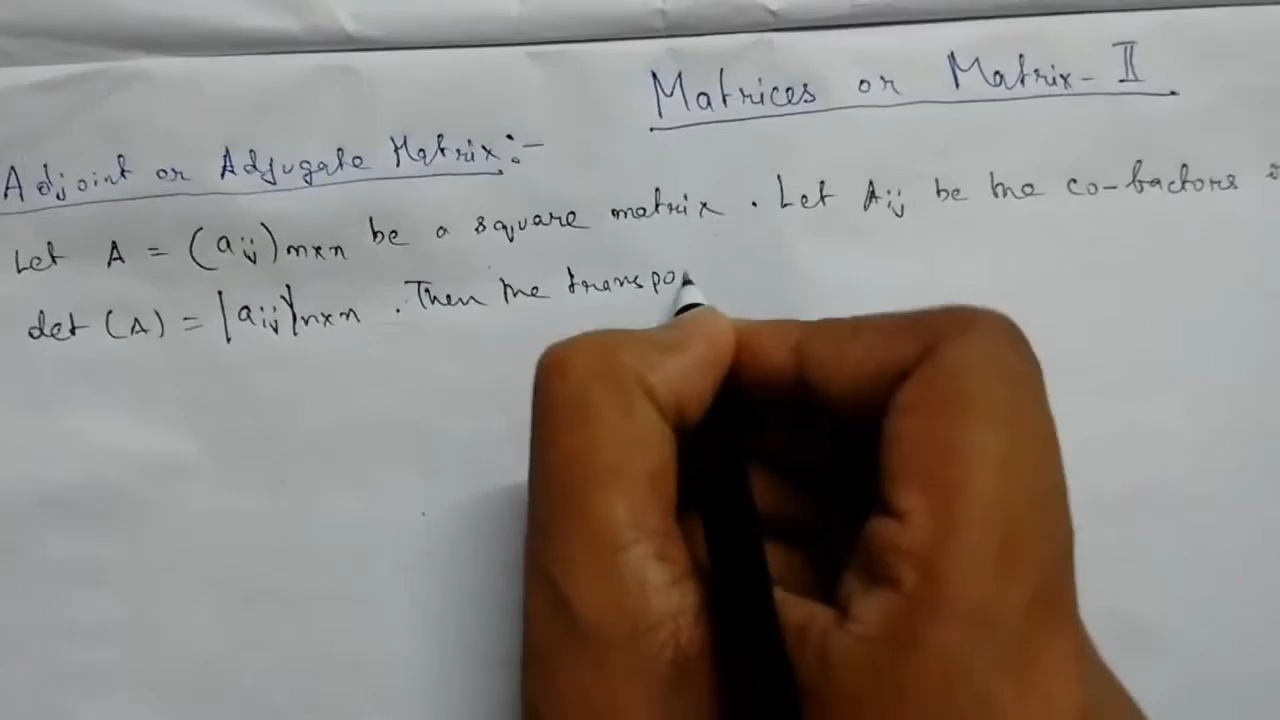 Matrices or Matrix - II
Adjoint or Adjugate Matrix :-
Let A = (aij)nxn be a square matrix . Let Aij be the co-factors
det (A) = |aij|nxn . Then the transpo